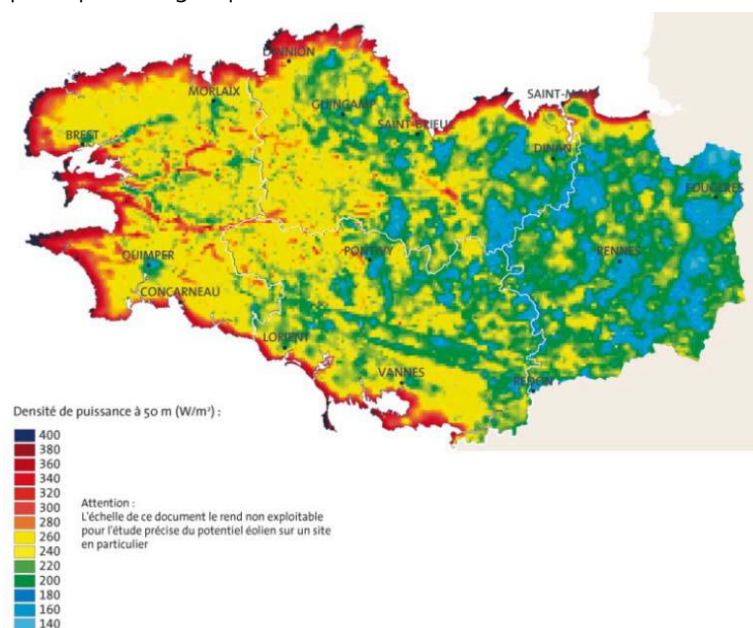 LANNION
MORLAIX
GUINGAMP
SAINT-MALO
BREST
SAINT-BRIEUC
DINAN
FOUGERES
QUIMPER
PONTIVY
RENNES
CONCARNEAU
LORIENT
VANNES
REDON
Densité de puissance à 50 m (W/m²) :
400
380
360
340
320
300
280
260
240
220
200
180
160
140
Attention :
L'échelle de ce document le rend non exploitable
pour l'étude précise du potentiel éolien sur un site
en particulier